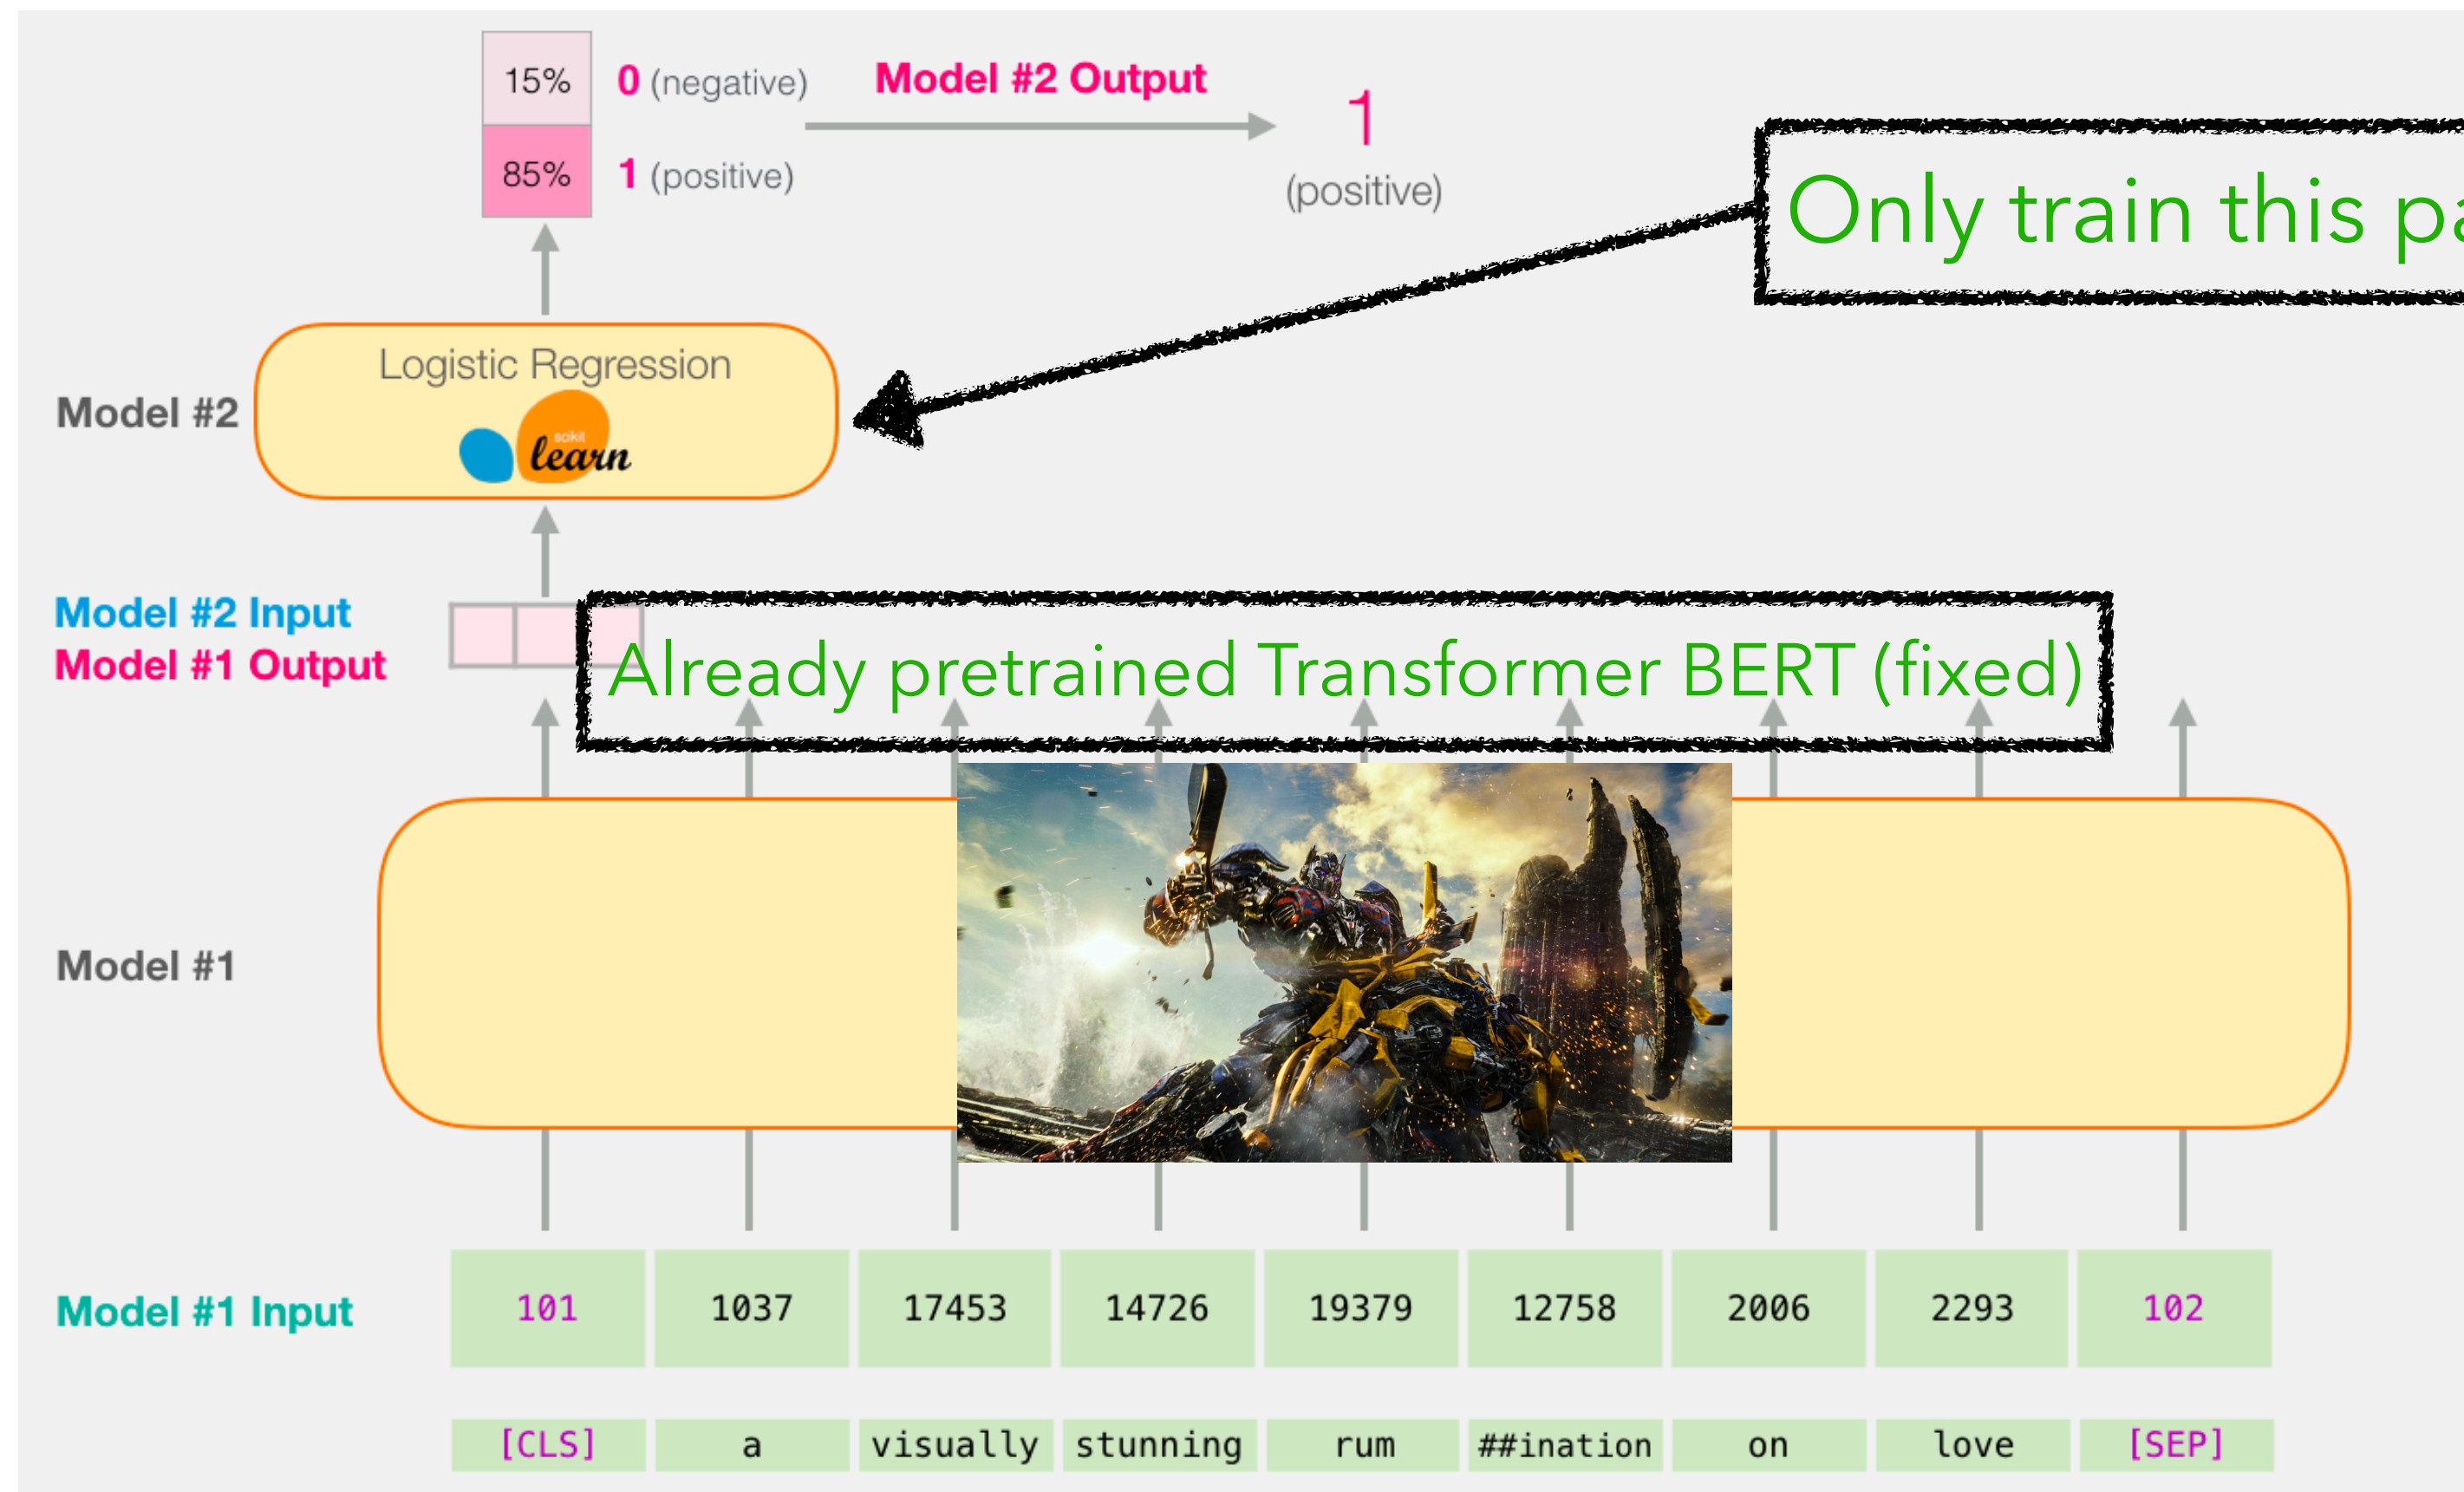 15%
0 (negative)
Model #2 Output
1
(positive)
85%
1 (positive)
Only train this pa
Logistic Regression
scikit
learn
Model #2
Model #2 Input
Model #1 Output
Already pretrained Transformer BERT (fixed)
Model #1
Model #1 Input
101 1037 17453 14726 19379 12758 2006 2293 102
[CLS] a visually stunning rum ##ination on love [SEP]